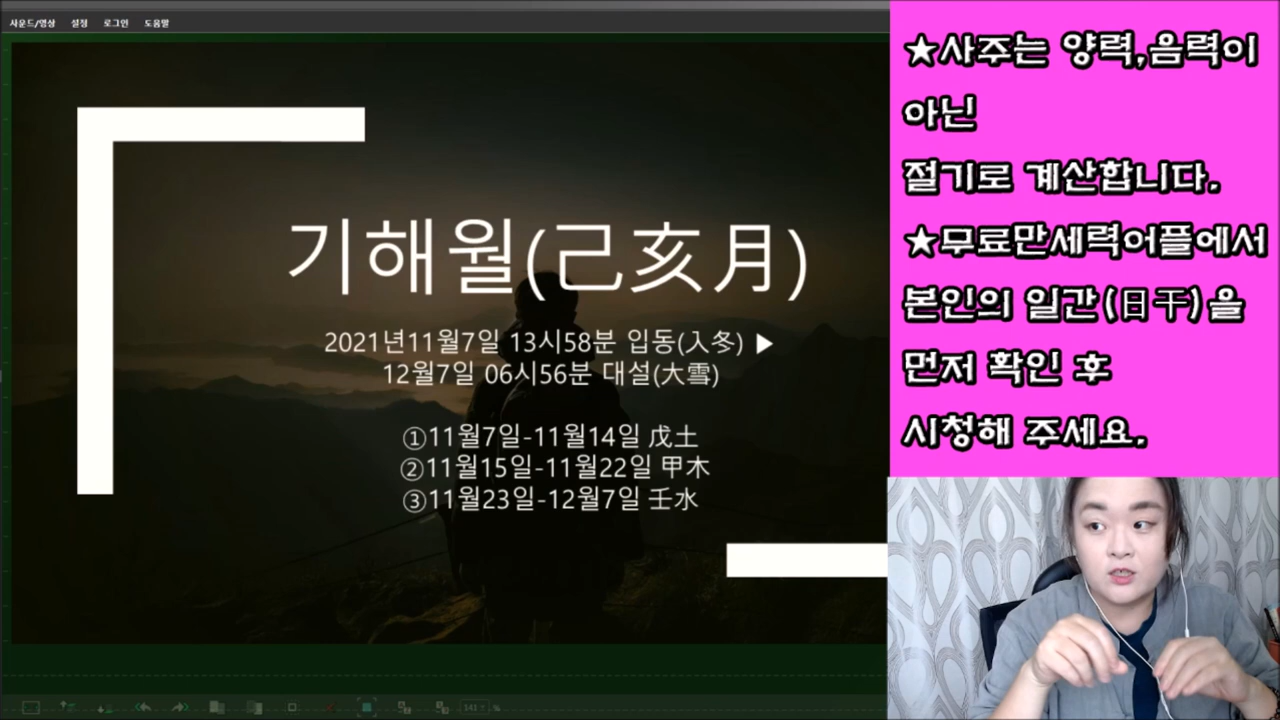 사운드/영상 설정 로그인 도움말
기해월(己亥月)
2021년11월7일 13시58분 입동(入冬) ▶
12월7일 06시56분 대설(大雪)
①11월7일-11월14일 戊土
②11월15일-11월22일 甲木
③11월23일-12월7일 壬水
★사주는 양력,음력이
아닌
절기로 계산합니다.
★무료만세력어플에서
본인의 일간(日干)을
먼저 확인 후
시청해 주세요.
141 %